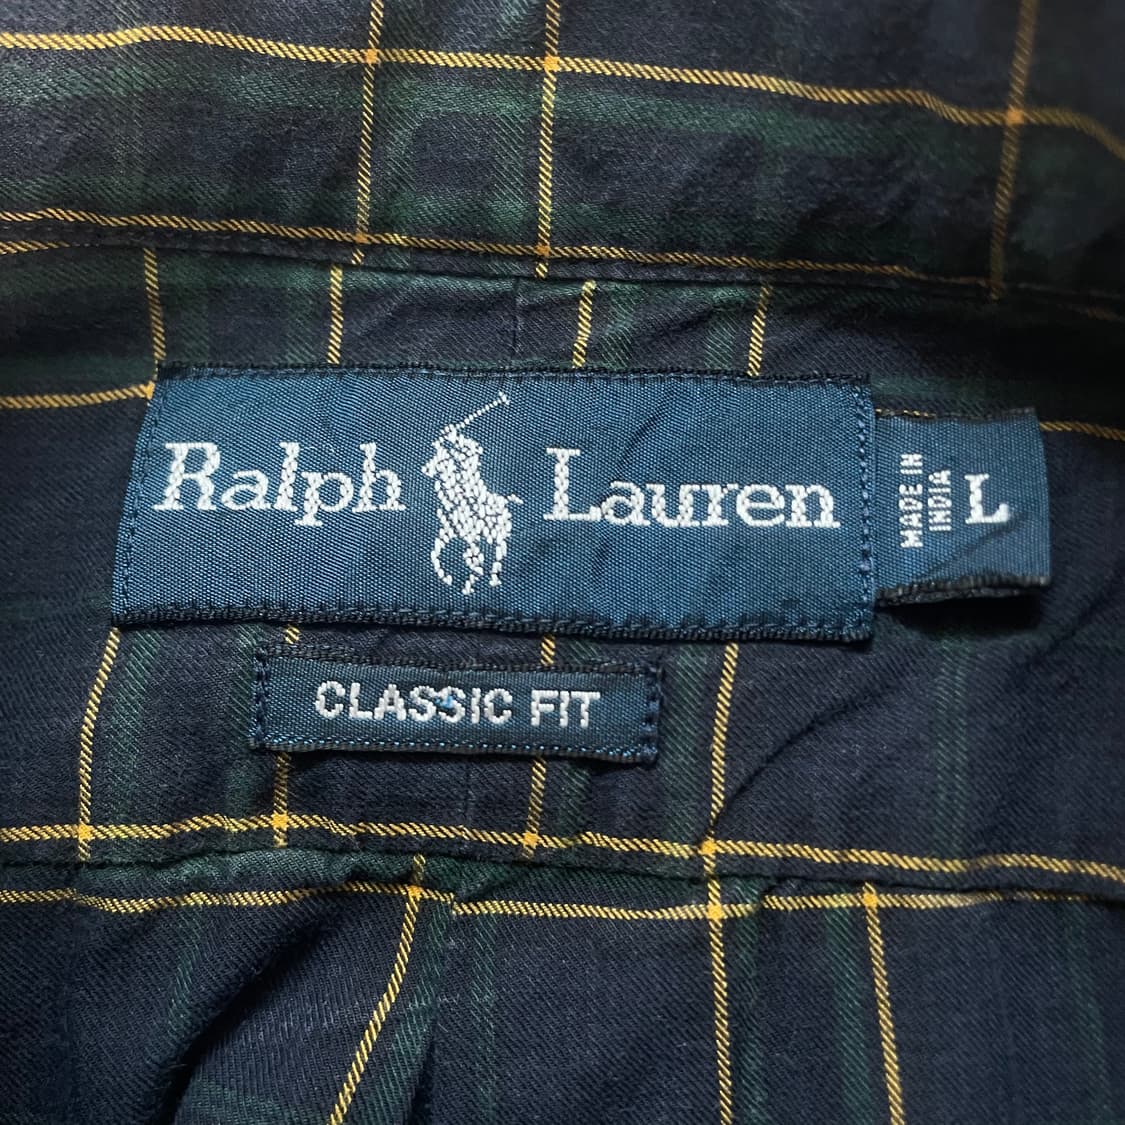 Ralph Lauren
MADE IN
INDIA
L
CLASSIC FIT